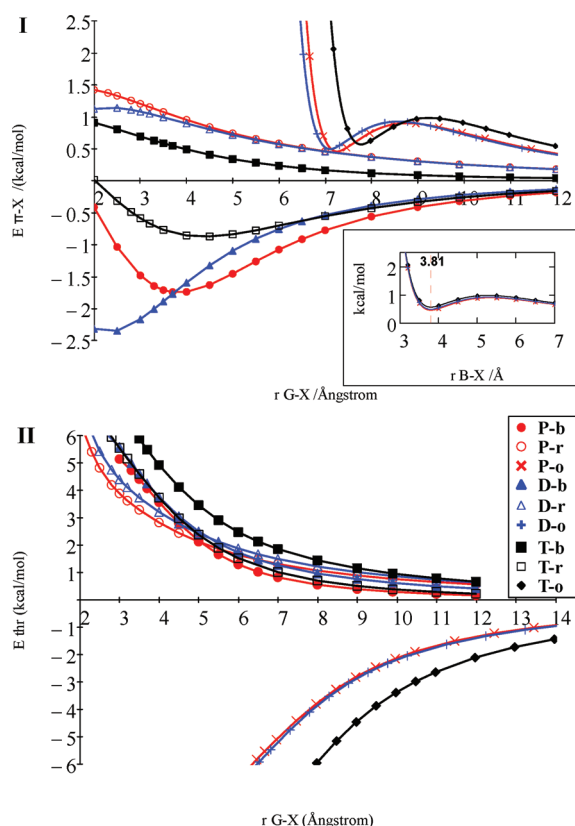 I
2.5
2
1.5
1
0.5
2 3 4 5 6 7 8 9 10 11 12
−0.5
−1
−1.5
−2
−2.5
E π-X /(kcal/mol)
r G-X /Ångstrom
3.81
2
1
0
kcal/mol
3 4 5 6 7
r B-X /Å
II
6
5
4
3
2
1
2 3 4 5 6 7 8 9 10 11 12 13 14
−1
−2
−3
−4
−5
−6
E thr (kcal/mol)
r G-X (Ångstrom)
P-b
P-r
P-o
D-b
D-r
D-o
T-b
T-r
T-o